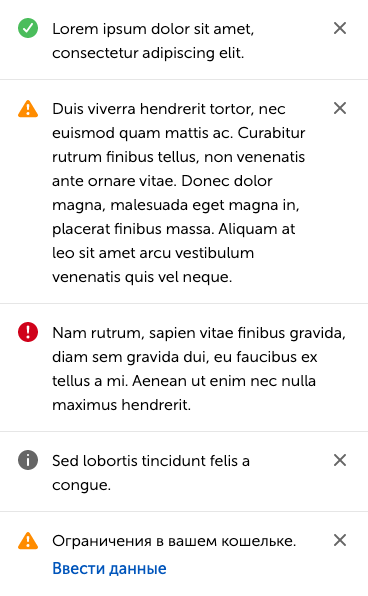 Lorem ipsum dolor sit amet,
consectetur adipiscing elit.
Duis viverra hendrerit tortor, nec
euismod quam mattis ac. Curabitur
rutrum finibus tellus, non venenatis
ante ornare vitae. Donec dolor
magna, malesuada eget magna in,
placerat finibus massa. Aliquam at
leo sit amet arcu vestibulum
venenatis quis vel neque.
Nam rutrum, sapien vitae finibus gravida,
diam sem gravida dui, eu faucibus ex
tellus a mi. Aenean ut enim nec nulla
maximus hendrerit.
Sed lobortis tincidunt felis a
congue.
Ограничения в вашем кошельке.
Ввести данные